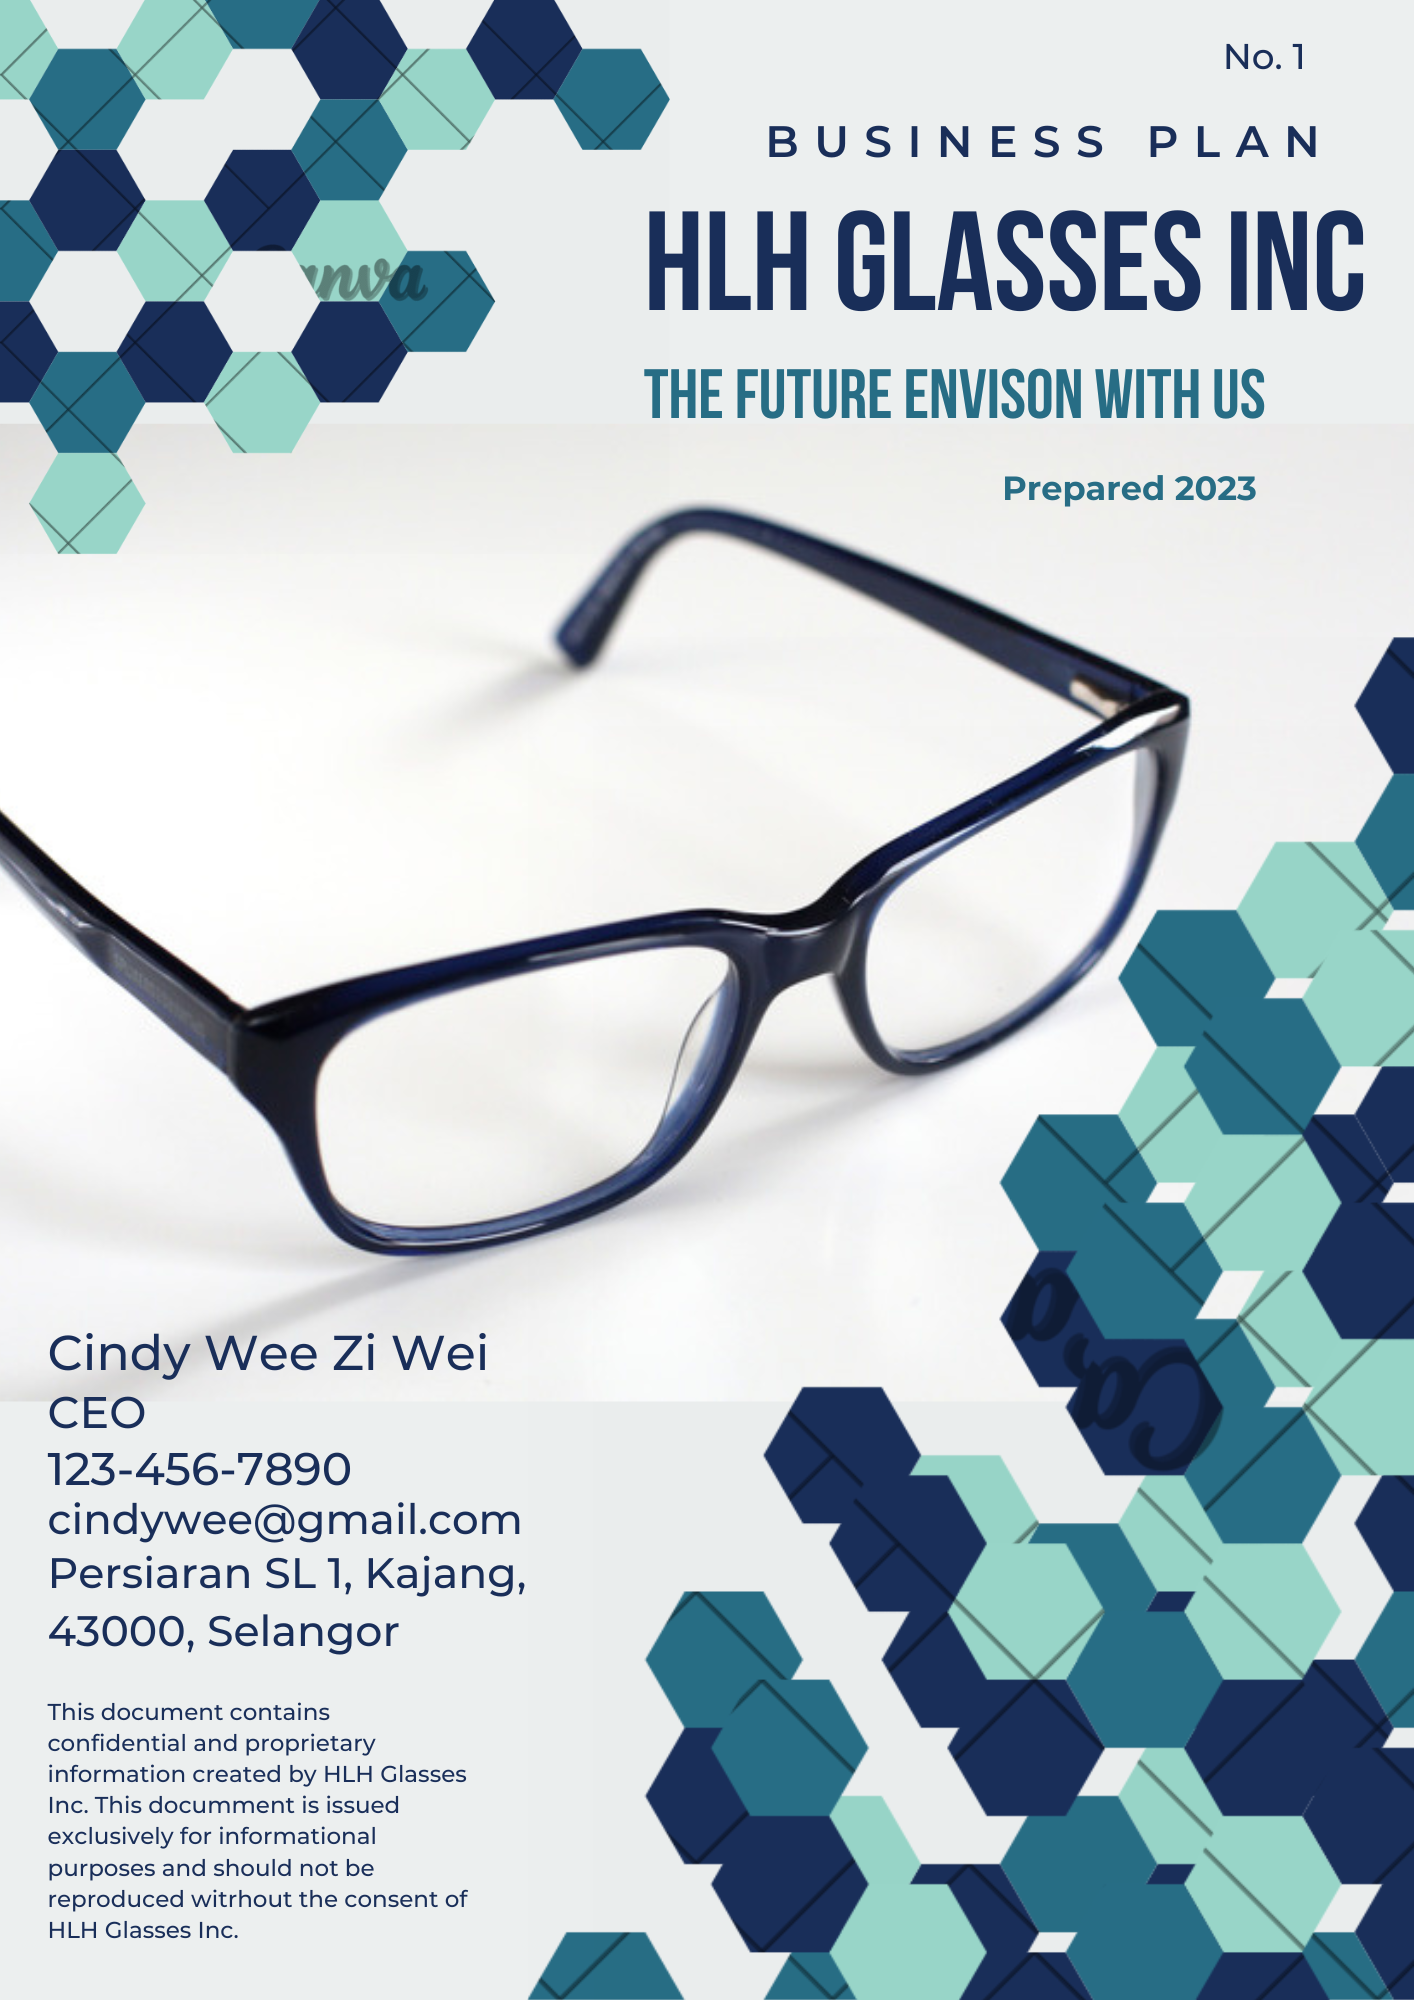 No. 1
BUSINESS PLAN
HLH GLASSES INC
THE FUTURE ENVISON WITH US
Prepared 2023
Cindy Wee Zi Wei
CEO
123-456-7890
cindywee@gmail.com
Persiaran SL 1, Kajang,
43000, Selangor
This document contains
confidential and proprietary
information created by HLH Glasses
Inc. This documment is issued
exclusively for informational
purposes and should not be
reproduced witrhout the consent of
HLH Glasses Inc.